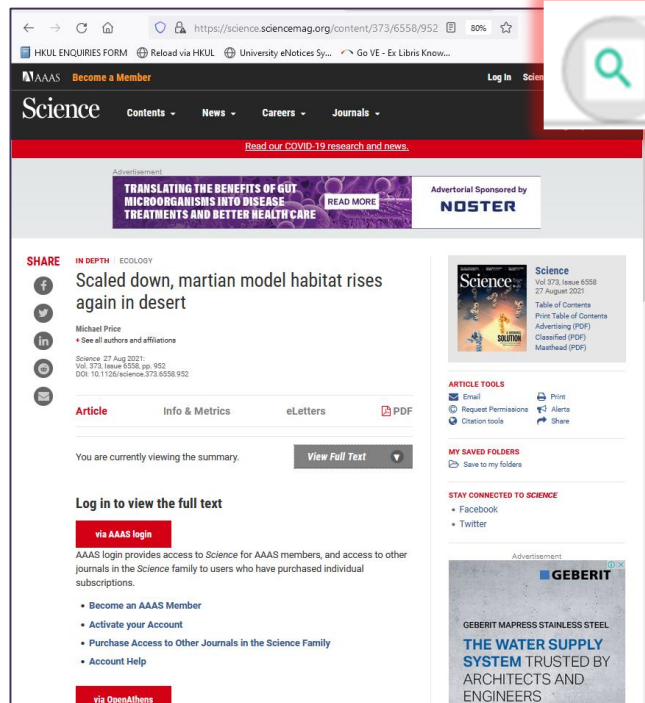 https://science.sciencemag.org/content/373/6558/952
80%
HKUL ENQUIRIES FORM
Reload via HKUL
University eNotices Sy...
Go VE - Ex Libris Know...
AAAS
Become a Member
Log In
Science
Contents
News
Careers
Journals
Read our COVID-19 research and news.
Advertisement
TRANSLATING THE BENEFITS OF GUT
MICROORGANISMS INTO DISEASE
TREATMENTS AND BETTER HEALTH CARE
READ MORE
Advertorial Sponsored by
NOSTER
SHARE
IN DEPTH
ECOLOGY
Scaled down, martian model habitat rises
again in desert
Michael Price
+ See all authors and affiliations
Science 27 Aug 2021:
Vol. 373, Issue 6558, pp. 952
DOI: 10.1126/science.373.6558.952
Article
Info & Metrics
eLetters
PDF
You are currently viewing the summary.
View Full Text
Log in to view the full text
via AAAS login
AAAS login provides access to Science for AAAS members, and access to other
journals in the Science family to users who have purchased individual
subscriptions.
• Become an AAAS Member
• Activate your Account
• Purchase Access to Other Journals in the Science Family
• Account Help
via OpenAthens
Science
SOLUTION
Science
Vol 373, Issue 6558
27 August 2021
Table of Contents
Print Table of Contents
Advertising (PDF)
Classified (PDF)
Masthead (PDF)
ARTICLE TOOLS
Email
Print
Request Permissions
Alerts
Citation tools
Share
MY SAVED FOLDERS
Save to my folders
STAY CONNECTED TO SCIENCE
• Facebook
• Twitter
Advertisement
GEBERIT
GEBERIT MAPRESS STAINLESS STEEL
THE WATER SUPPLY
SYSTEM TRUSTED BY
ARCHITECTS AND
ENGINEERS